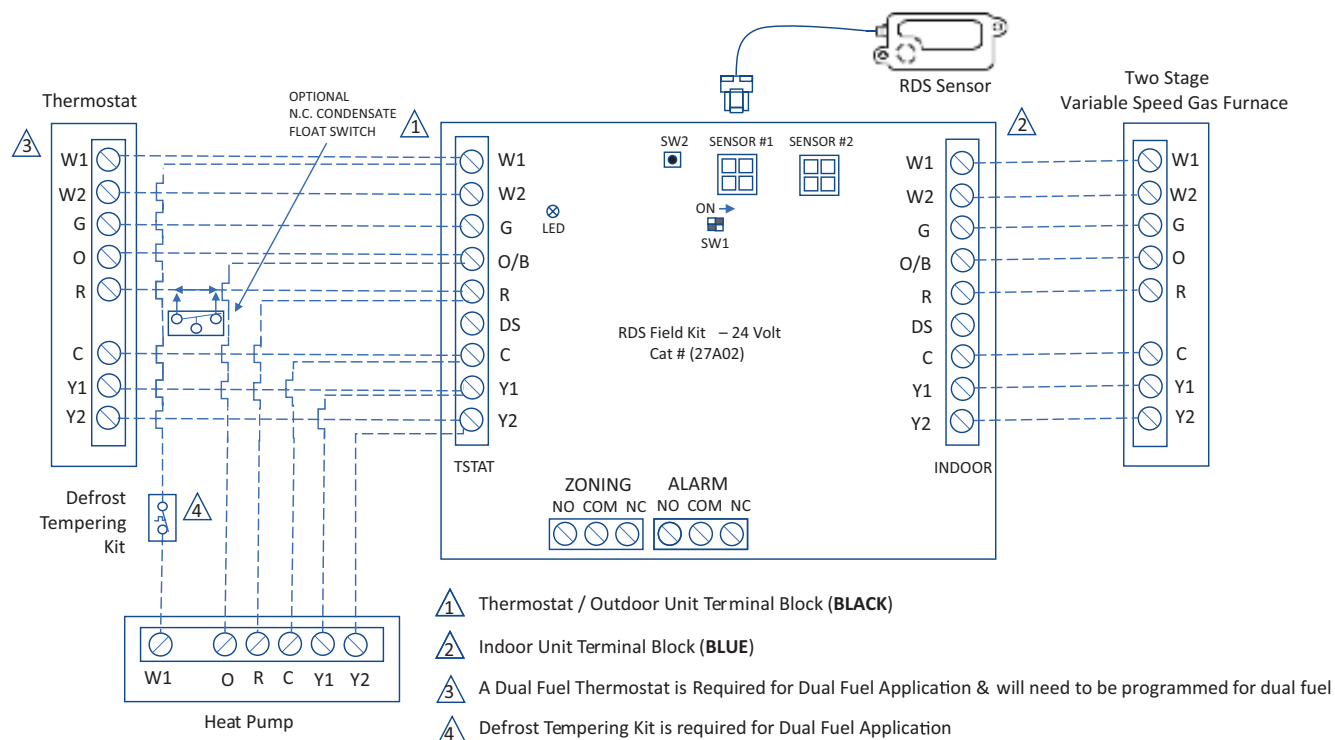 RDS Sensor
Two Stage
Variable Speed Gas Furnace
Thermostat
OPTIONAL
N.C. CONDENSATE
FLOAT SWITCH
3
W1
W2
G
O
R
C
Y1
Y2
1
W1
W2
G
O/B
R
DS
C
Y1
Y2
TSTAT
LED
SW2
SENSOR #1
SENSOR #2
ON
SW1
RDS Field Kit – 24 Volt
Cat # (27A02)
ZONING
NO COM NC
ALARM
NO COM NC
2
W1
W2
G
O/B
R
DS
C
Y1
Y2
INDOOR
W1
W2
G
O
R
C
Y1
Y2
Defrost
Tempering
Kit
4
W1 O R C Y1 Y2
Heat Pump
1 Thermostat / Outdoor Unit Terminal Block (BLACK)
2 Indoor Unit Terminal Block (BLUE)
3 A Dual Fuel Thermostat is Required for Dual Fuel Application & will need to be programmed for dual fuel
4 Defrost Tempering Kit is required for Dual Fuel Application